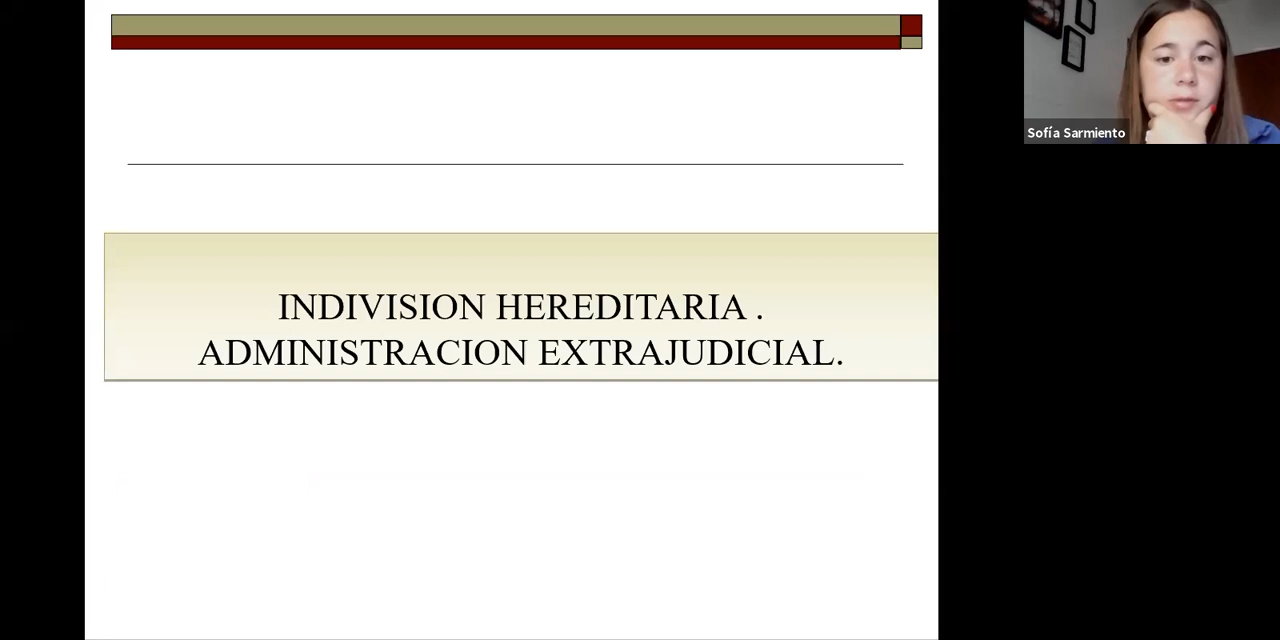 INDIVISION HEREDITARIA .
ADMINISTRACION EXTRAJUDICIAL.
Sofía Sarmiento